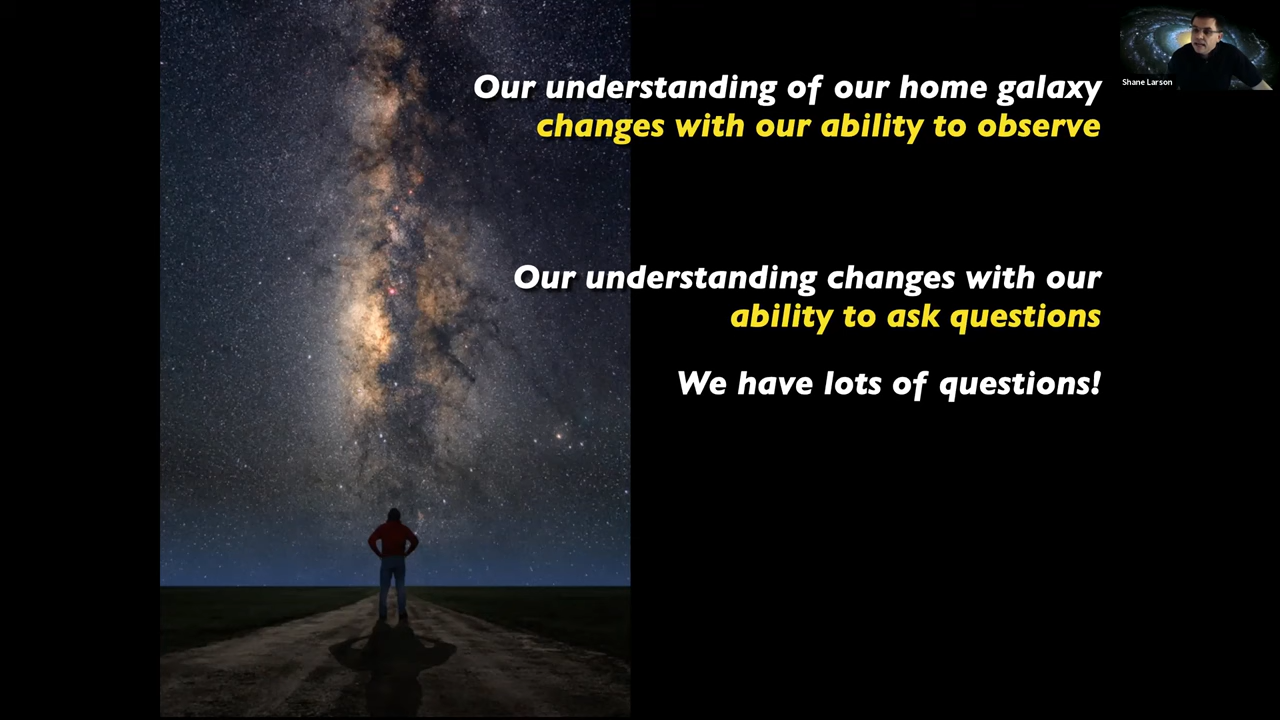 Our understanding of our home galaxy
changes with our ability to observe
Our understanding changes with our
ability to ask questions
We have lots of questions!
Shane Larson